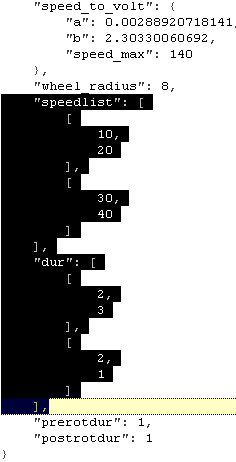 "speed_to_volt": {
"a": 0.00288920718141,
"b": 2.30330060692,
"speed_max": 140
},
"wheel_radius": 8,
"speedlist": [
[
10,
20
],
[
30,
40
]
],
"dur": [
[
2,
3
],
[
2,
1
]
],
"prerotdur": 1,
"postrotdur": 1
}